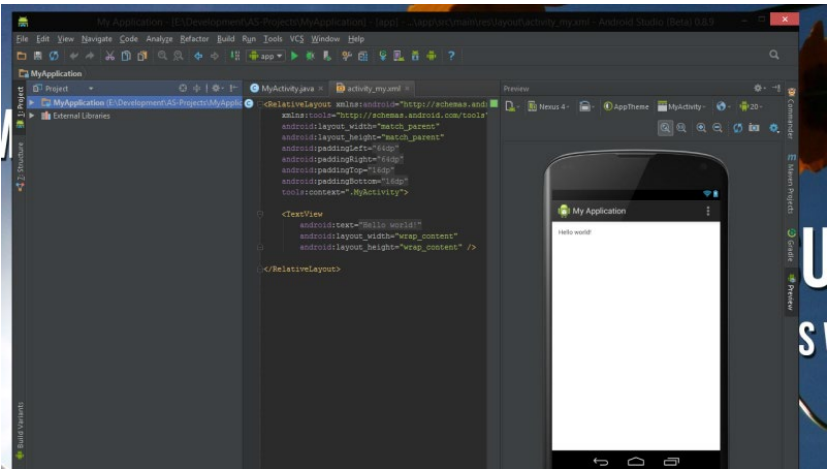 My Application - [E:\Development\AS-Projects\MyApplication] - [app] - ...\app\src\main\res\layout\activity_my.xml - Android Studio (Beta) 0.8.9
File Edit View Navigate Code Analyze Refactor Build Run Tools VCS Window Help
app
MyApplication
Project
MyActivity.java
activity_my.xml
Preview
1: Project
MyApplication (E:\Development\AS-Projects\MyApplic
External Libraries
Structure
Build Variants
<RelativeLayout xmlns:android="http://schemas.and
xmlns:tools="http://schemas.android.com/tools"
android:layout_width="match_parent"
android:layout_height="match_parent"
android:paddingLeft="64dp"
android:paddingRight="64dp"
android:paddingTop="16dp"
android:paddingBottom="16dp"
tools:context=".MyActivity">
<TextView
android:text="Hello world!"
android:layout_width="wrap_content"
android:layout_height="wrap_content" />
</RelativeLayout>
Nexus 4 AppTheme MyActivity 20
My Application
Hello world!
Commander
Maven Projects
Gradle
Preview